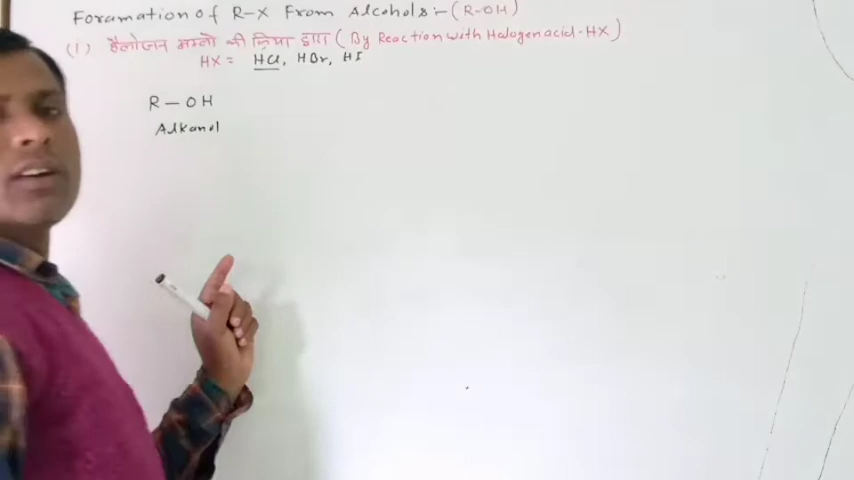 Foramation of R-X From Alcohols:-(R-OH)
(1) हैलोजन अम्लो की क्रिया द्वारा (By Reaction with Halogen acid-HX)
HX = HCl, HBr, HI
R — OH
Alkanol